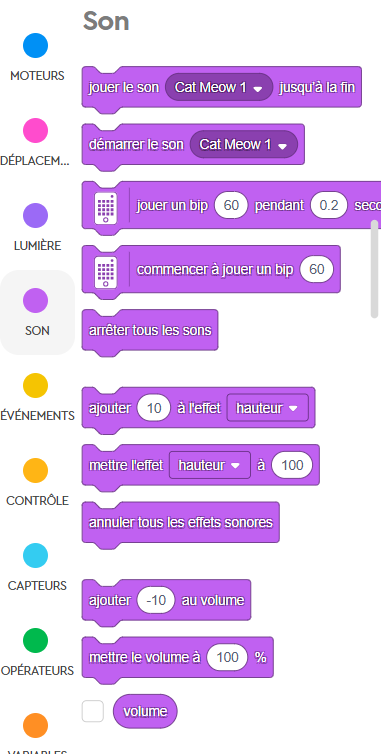 Son
MOTEURS
DÉPLACEM...
LUMIÈRE
SON
ÉVÉNEMENTS
CONTRÔLE
CAPTEURS
OPÉRATEURS
VARIABLES
jouer le son Cat Meow 1 jusqu'à la fin
démarrer le son Cat Meow 1
jouer un bip 60 pendant 0.2 seco
commencer à jouer un bip 60
arrêter tous les sons
ajouter 10 à l'effet hauteur
mettre l'effet hauteur à 100
annuler tous les effets sonores
ajouter -10 au volume
mettre le volume à 100 %
volume